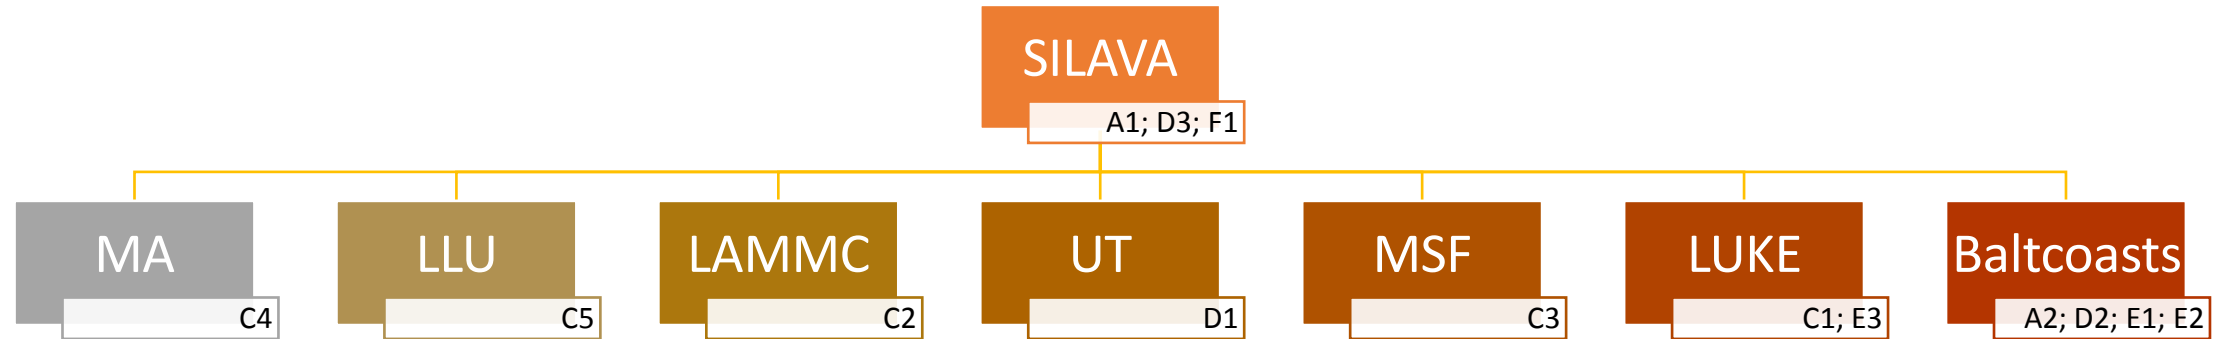 SILAVA
A1; D3; F1
MA
C4
LLU
C5
LAMMC
C2
UT
D1
MSF
C3
LUKE
C1; E3
Baltcoasts
A2; D2; E1; E2